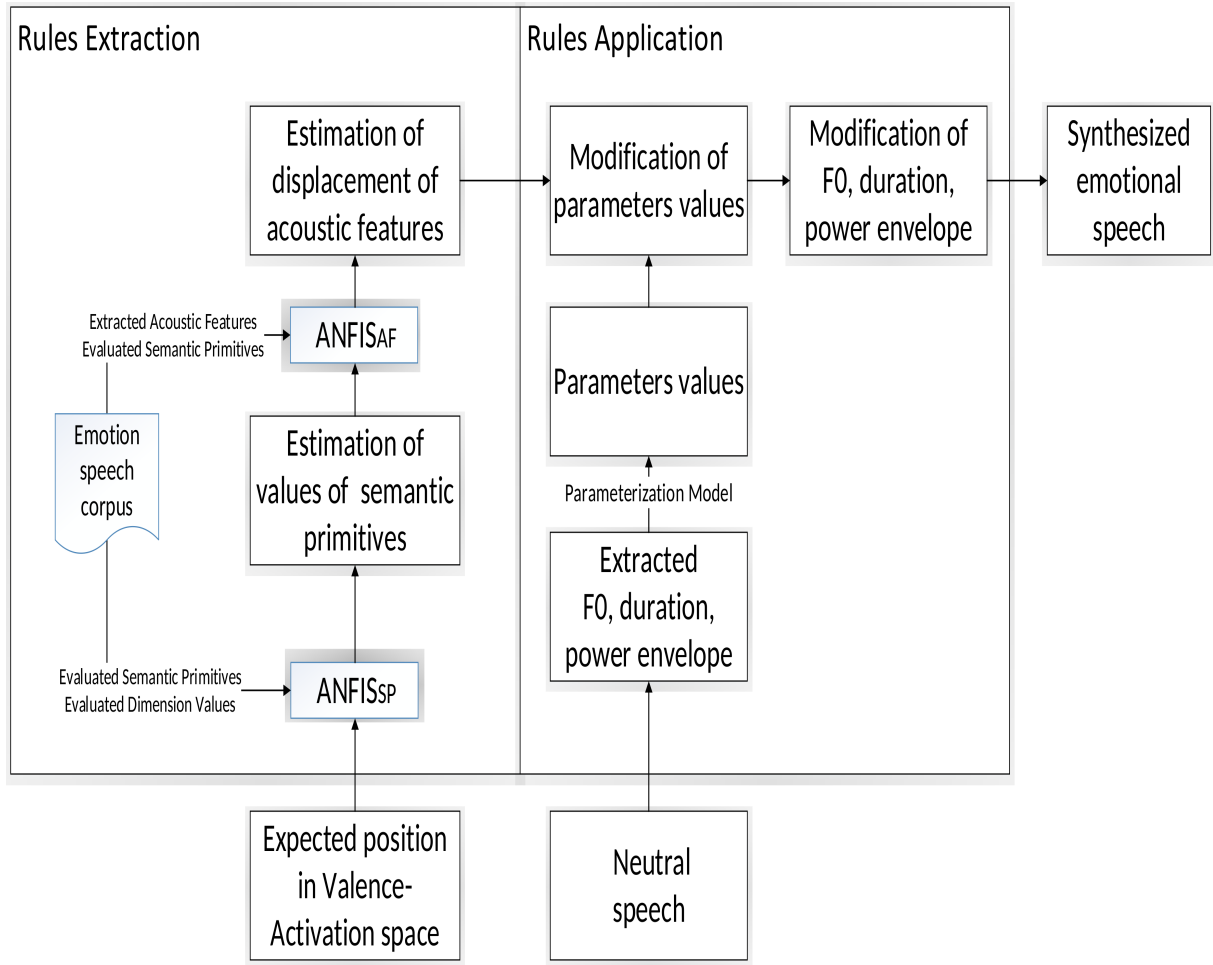 Rules Extraction
Rules Application
Estimation of
displacement of
acoustic features
Modification of
parameters values
Modification of
F0, duration,
power envelope
Synthesized
emotional
speech
Extracted Acoustic Features
Evaluated Semantic Primitives
ANFISAF
Parameters values
Emotion
speech
corpus
Estimation of
values of semantic
primitives
Parameterization Model
Extracted
F0, duration,
power envelope
Evaluated Semantic Primitives
Evaluated Dimension Values
ANFISSP
Expected position
in Valence-
Activation space
Neutral
speech